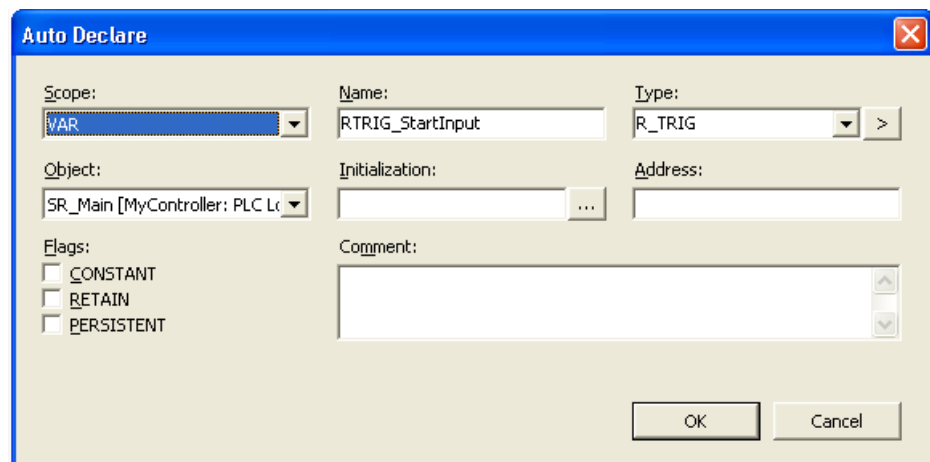 Auto Declare
Scope: Name: Type:
VAR RTRIG_StartInput R_TRIG >
Object: Initialization: Address:
SR_Main [MyController: PLC Lo ...
Flags: Comment:
CONSTANT
RETAIN
PERSISTENT
OK Cancel